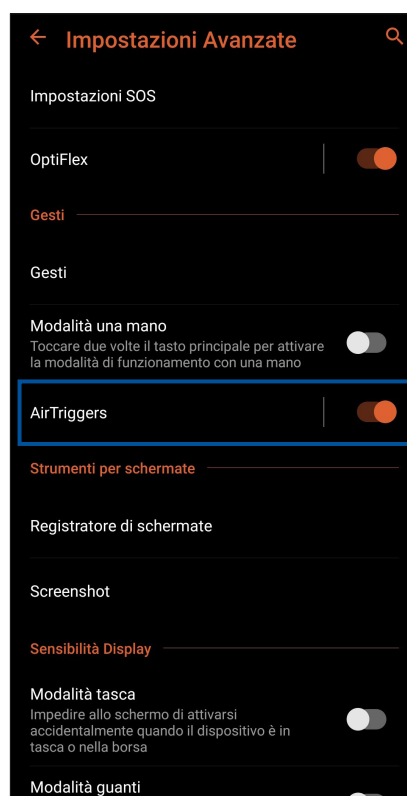 Impostazioni Avanzate
Impostazioni SOS
OptiFlex
Gesti
Gesti
Modalità una mano
Toccare due volte il tasto principale per attivare
la modalità di funzionamento con una mano
AirTriggers
Strumenti per schermate
Registratore di schermate
Screenshot
Sensibilità Display
Modalità tasca
Impedire allo schermo di attivarsi
accidentalmente quando il dispositivo è in
tasca o nella borsa
Modalità guanti